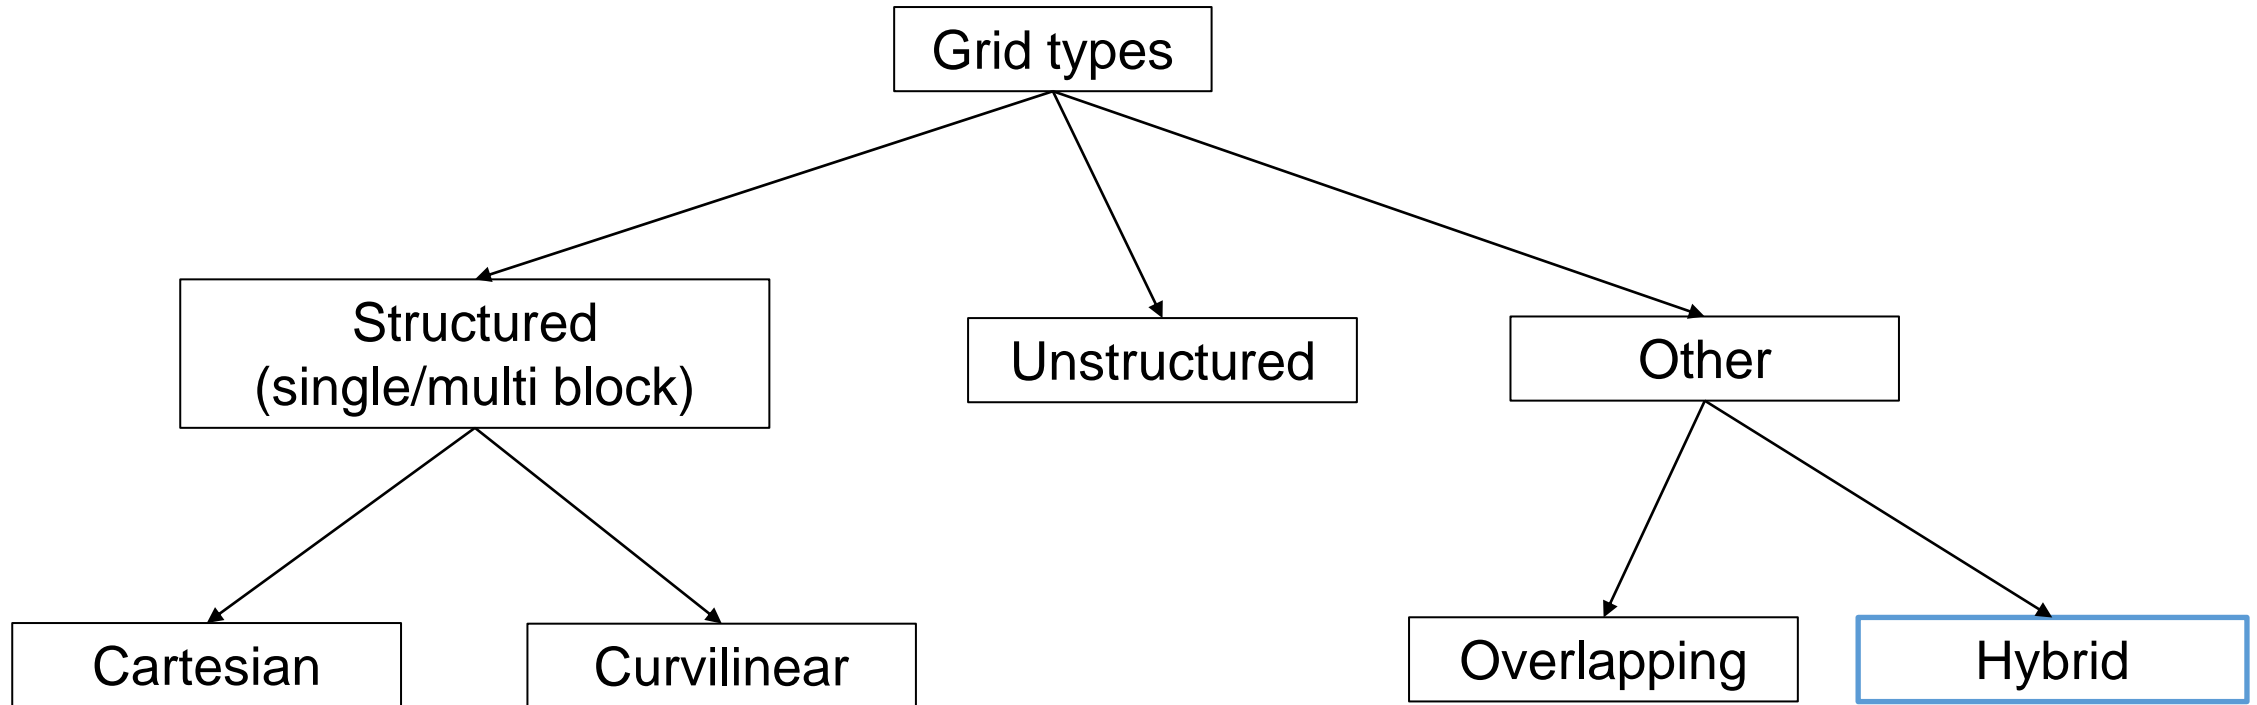 Grid types
Structured
(single/multi block)
Unstructured
Other
Cartesian
Curvilinear
Overlapping
Hybrid